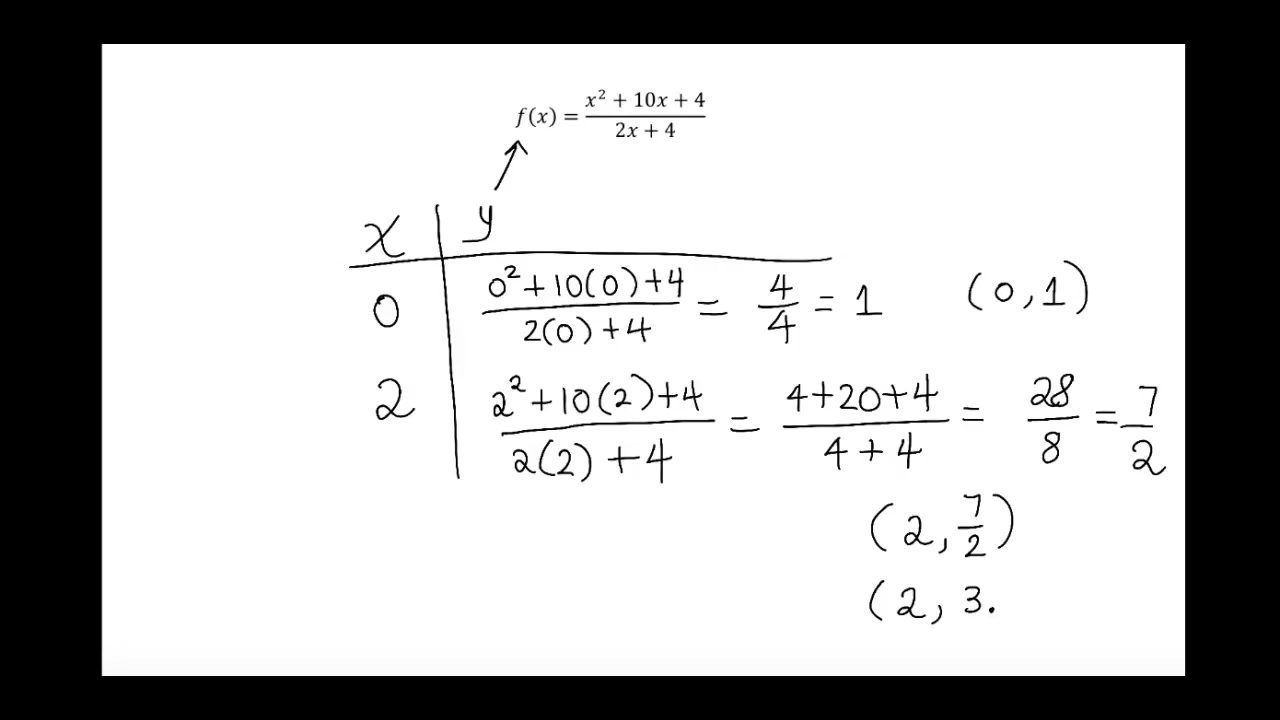 f(x) = (x² + 10x + 4)/(2x + 4)
x | y
0 | (0² + 10(0) + 4)/(2(0) + 4) = 4/4 = 1 (0, 1)
2 | (2² + 10(2) + 4)/(2(2) + 4) = (4 + 20 + 4)/(4 + 4) = 28/8 = 7/2
(2, 7/2)
(2, 3.